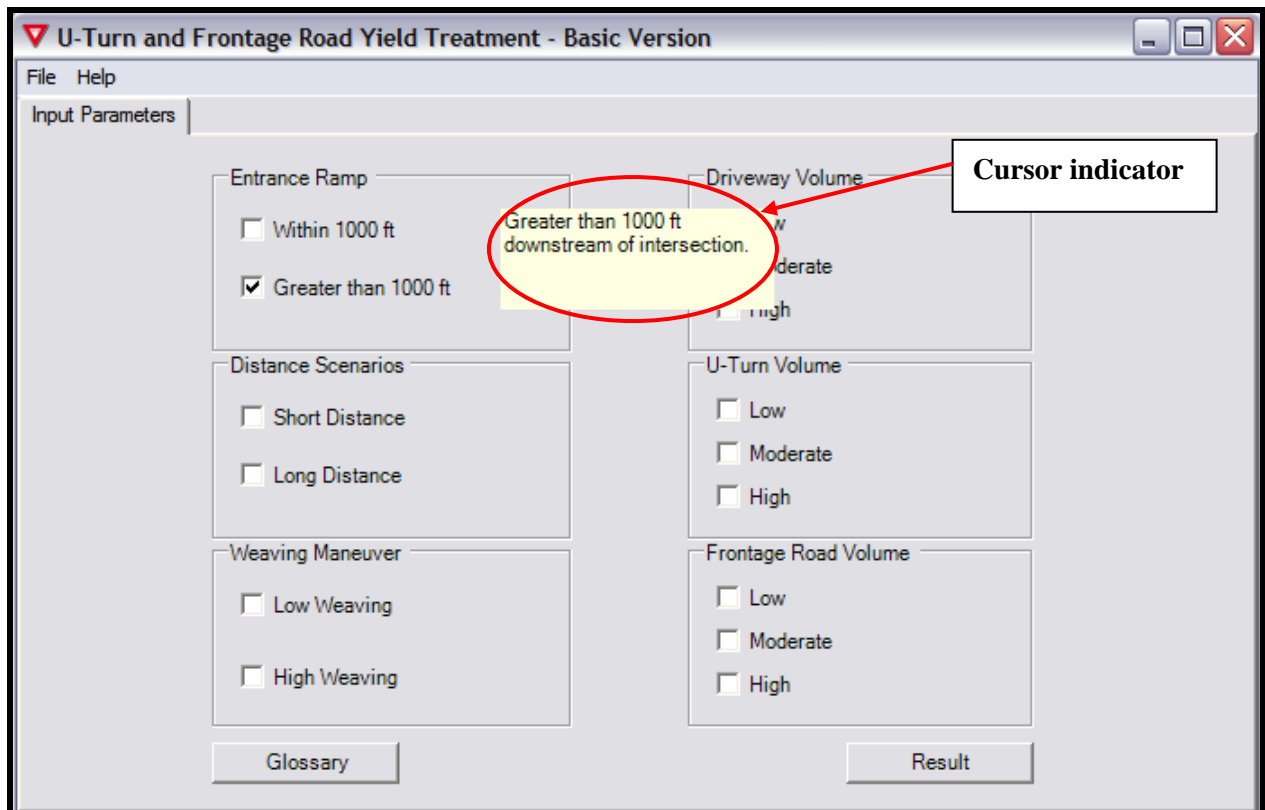 U-Turn and Frontage Road Yield Treatment - Basic Version
File Help
Input Parameters
Cursor indicator
Entrance Ramp
Within 1000 ft
Greater than 1000 ft
Greater than 1000 ft
downstream of intersection.
Driveway Volume
High
Distance Scenarios
Short Distance
Long Distance
U-Turn Volume
Low
Moderate
High
Weaving Maneuver
Low Weaving
High Weaving
Frontage Road Volume
Low
Moderate
High
Glossary
Result